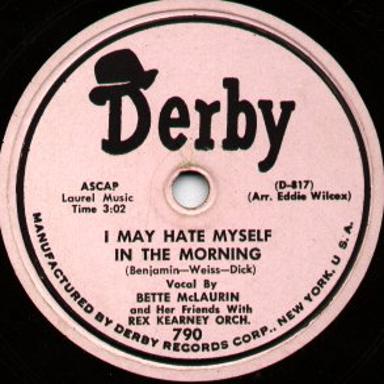 Derby
ASCAP
Laurel Music
Time 3:02
(D-817)
(Arr. Eddie Wilcox)
I MAY HATE MYSELF
IN THE MORNING
(Benjamin—Weiss—Dick)
Vocal By
BETTE McLAURIN
and Her Friends With
REX KEARNEY ORCH.
790
MANUFACTURED BY DERBY RECORDS CORP., NEW YORK, U. S. A.